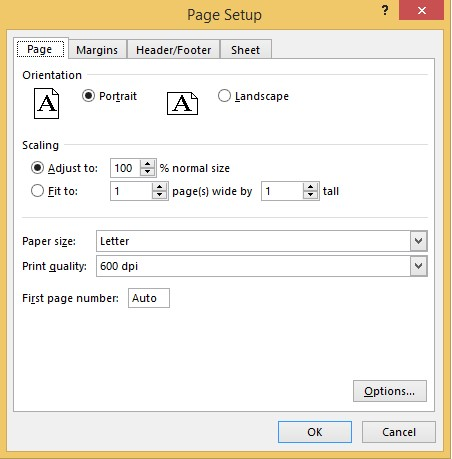 Page Setup
? ×
Page Margins Header/Footer Sheet
Orientation
A Portrait A Landscape
Scaling
Adjust to: 100 % normal size
Fit to: 1 page(s) wide by 1 tall
Paper size: Letter
Print quality: 600 dpi
First page number: Auto
Options...
OK Cancel